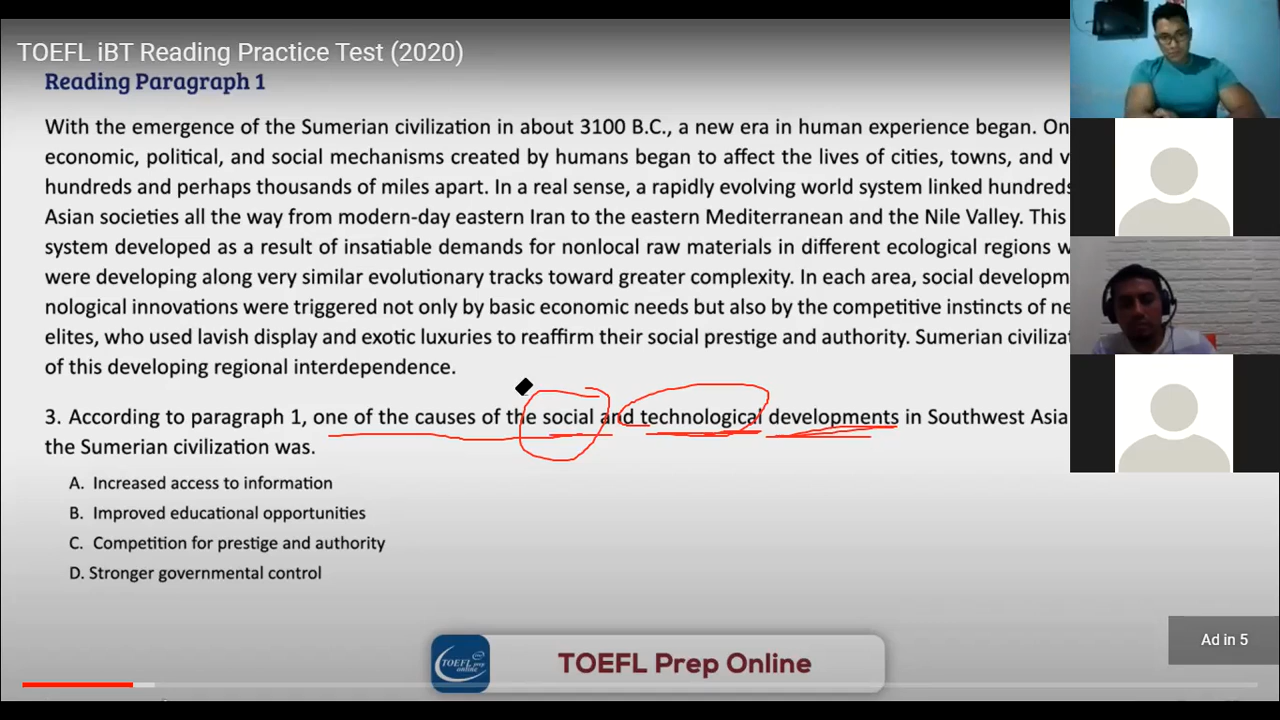 TOEFL iBT Reading Practice Test (2020)
Reading Paragraph 1
With the emergence of the Sumerian civilization in about 3100 B.C., a new era in human experience began. On
economic, political, and social mechanisms created by humans began to affect the lives of cities, towns, and v
hundreds and perhaps thousands of miles apart. In a real sense, a rapidly evolving world system linked hundreds
Asian societies all the way from modern-day eastern Iran to the eastern Mediterranean and the Nile Valley. This
system developed as a result of insatiable demands for nonlocal raw materials in different ecological regions w
were developing along very similar evolutionary tracks toward greater complexity. In each area, social developm
nological innovations were triggered not only by basic economic needs but also by the competitive instincts of ne
elites, who used lavish display and exotic luxuries to reaffirm their social prestige and authority. Sumerian civiliza
of this developing regional interdependence.
3. According to paragraph 1, one of the causes of the social and technological developments in Southwest Asia
the Sumerian civilization was.
A. Increased access to information
B. Improved educational opportunities
C. Competition for prestige and authority
D. Stronger governmental control
Ad in 5
TOEFL prep online
TOEFL Prep Online